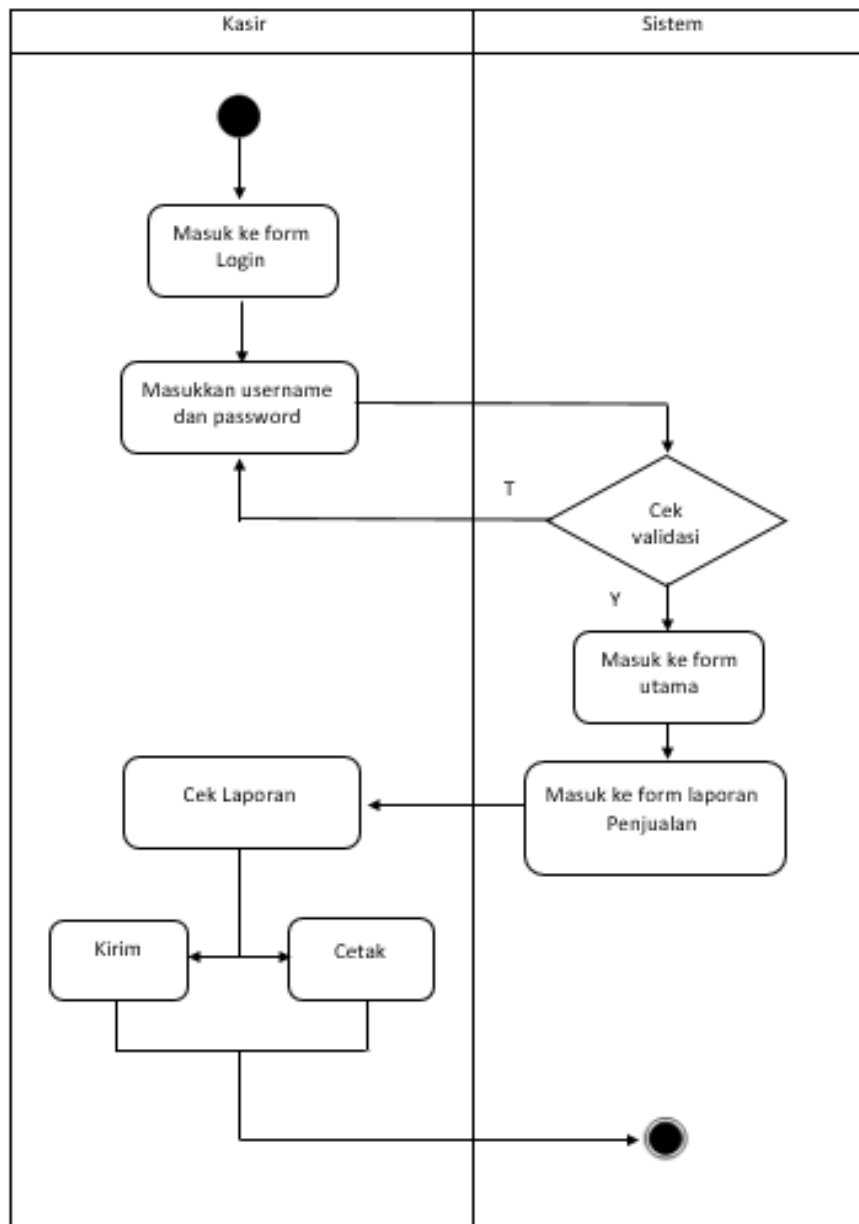 Kasir
Sistem
Masuk ke form
Login
Masukkan username
dan password
T
Cek
validasi
Y
Masuk ke form
utama
Cek Laporan
Masuk ke form laporan
Penjualan
Kirim
Cetak